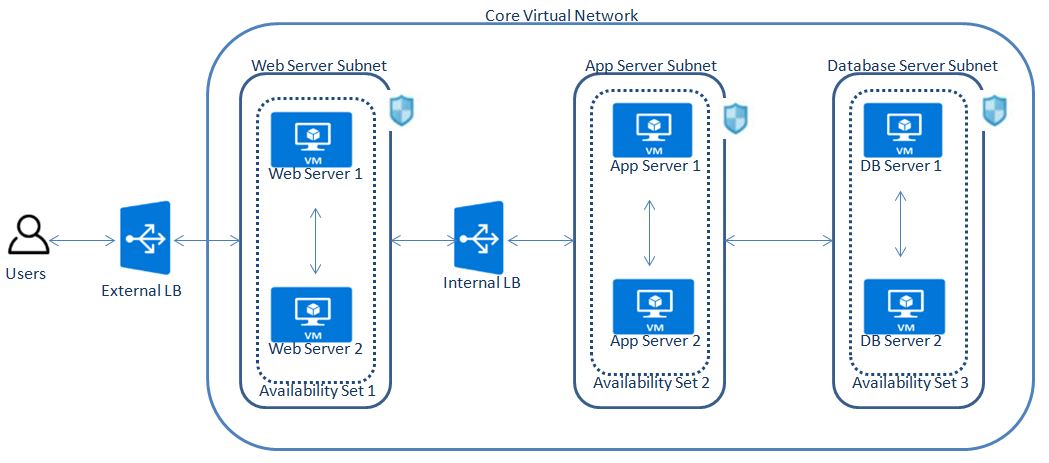 Core Virtual Network
Web Server Subnet
App Server Subnet
Database Server Subnet
VM
Web Server 1
VM
App Server 1
VM
DB Server 1
Users
External LB
Internal LB
VM
Web Server 2
VM
App Server 2
VM
DB Server 2
Availability Set 1
Availability Set 2
Availability Set 3